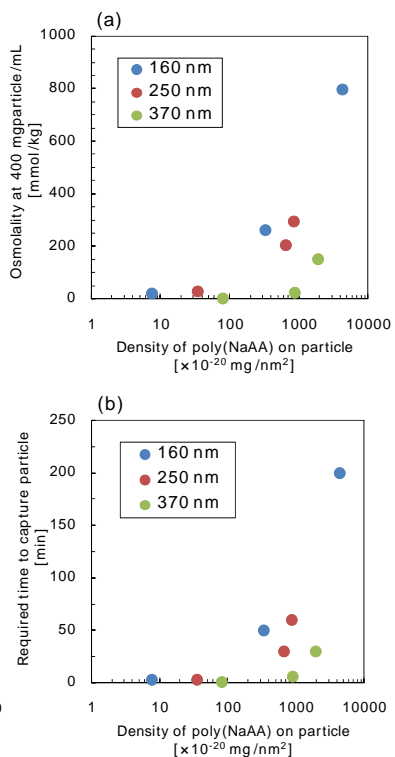 (a)
1000
160 nm
250 nm
370 nm
800
600
400
200
0
Osmolality at 400 mgparticle/mL
[mmol/kg]
1 10 100 1000 10000
Density of poly(NaAA) on particle
[×10-20 mg/nm2]
(b)
250
160 nm
250 nm
370 nm
200
150
100
50
0
Required time to capture particle
[min]
0
1 10 100 1000 10000
Density of poly(NaAA) on particle
[×10-20 mg/nm2]